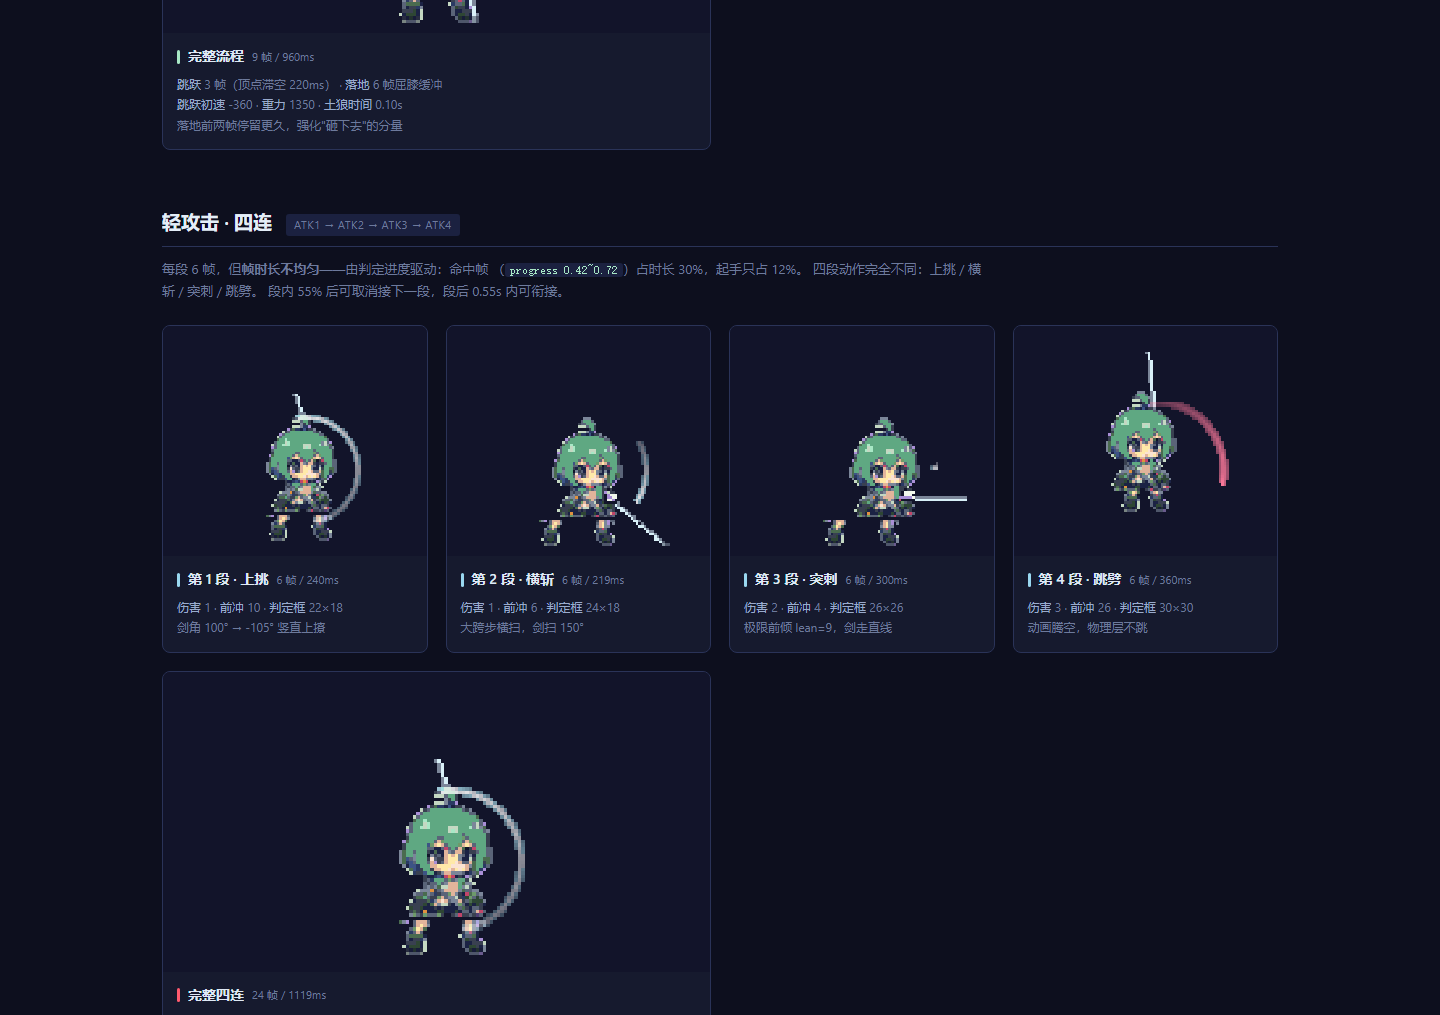 完整流程 9 帧 / 960ms
跳跃 3 帧（顶点滞空 220ms） · 落地 6 帧屈膝缓冲
跳跃初速 -360 · 重力 1350 · 土狼时间 0.10s
落地前两帧停留更久，强化"砸下去"的分量
轻攻击 · 四连 ATK1 → ATK2 → ATK3 → ATK4
每段 6 帧，但帧时长不均匀——由判定进度驱动：命中帧 （progress 0.42~0.72）占时长 30%，起手只占 12%。 四段动作完全不同：上挑 / 横
斩 / 突刺 / 跳劈。 段内 55% 后可取消接下一段，段后 0.55s 内可衔接。
第 1 段 · 上挑 6 帧 / 240ms
伤害 1 · 前冲 10 · 判定框 22×18
剑角 100° → -105° 竖直上撩
第 2 段 · 横斩 6 帧 / 219ms
伤害 1 · 前冲 6 · 判定框 24×18
大跨步横扫，剑扫 150°
第 3 段 · 突刺 6 帧 / 300ms
伤害 2 · 前冲 4 · 判定框 26×26
极限前倾 lean=9，剑走直线
第 4 段 · 跳劈 6 帧 / 360ms
伤害 3 · 前冲 26 · 判定框 30×30
动画腾空，物理层不跳
完整四连 24 帧 / 1119ms